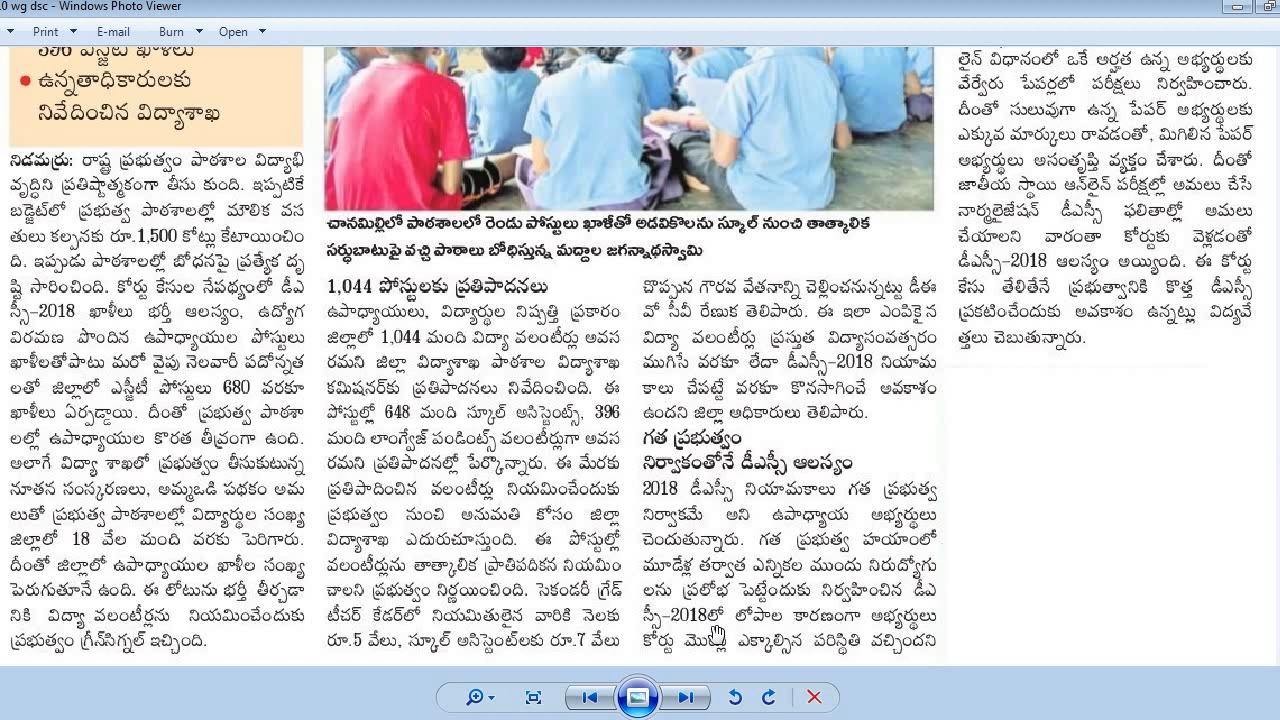 .0 wg dsc - Windows Photo Viewer
Print E-mail Burn Open
396 ఎస్జీటీ ఖాళీలు
• ఉన్నతాధికారులకు
నివేదించిన విద్యాశాఖ
నిడమర్రు: రాష్ట్ర ప్రభుత్వం పాఠశాల విద్యాభి
వృద్ధిని ప్రతిష్టాత్మకంగా తీసు కుంది. ఇప్పటికే
బడ్జెట్‌లో ప్రభుత్వ పాఠశాలల్లో మౌలిక వస
తులు కల్పనకు రూ.1,500 కోట్లు కేటాయించిం
ది. ఇప్పుడు పాఠశాలల్లో బోధనపై ప్రత్యేక దృ
ష్టి సారించింది. కోర్టు కేసుల నేపథ్యంలో డీఎ
స్సీ–2018 ఖాళీలు భర్తీ ఆలస్యం, ఉద్యోగ
విరమణ పొందిన ఉపాధ్యాయుల పోస్టులు
ఖాళీలతోపాటు మరో వైపు నెలవారీ పదోన్నత
లతో జిల్లాలో ఎస్జీటీ పోస్టులు 680 వరకూ
ఖాళీలు ఏర్పడ్డాయి. దీంతో ప్రభుత్వ పాఠశా
లల్లో ఉపాధ్యాయుల కొరత తీవ్రంగా ఉంది.
అలాగే విద్యా శాఖలో ప్రభుత్వం తీసుకుటున్న
నూతన సంస్కరణలు, అమ్మఒడి పథకం అమ
లుతో ప్రభుత్వ పాఠశాలల్లో విద్యార్థుల సంఖ్య
జిల్లాలో 18 వేల మంది వరకు పెరిగారు.
దీంతో జిల్లాలో ఉపాధ్యాయుల ఖాళీల సంఖ్య
పెరుగుతూనే ఉంది. ఈ లోటును భర్తీ తీర్చడా
నికి విద్యా వలంటీర్లను నియమించేందుకు
ప్రభుత్వం గ్రీన్‌సిగ్నల్ ఇచ్చింది.
చానమిల్లిలో పాఠశాలలో రెండు పోస్టులు ఖాళీతో అడవికొలను స్కూల్ నుంచి తాత్కాలిక
సర్దుబాటుపై వచ్చి పాఠాలు బోధిస్తున్న మద్దాల జగన్నాథస్వామి
1,044 పోస్టులకు ప్రతిపాదనలు
ఉపాధ్యాయులు, విద్యార్థుల నిష్పత్తి ప్రకారం
జిల్లాలో 1,044 మంది విద్యా వలంటీర్లు అవస
రమని జిల్లా విద్యాశాఖ పాఠశాల విద్యాశాఖ
కమిషనర్‌కు ప్రతిపాదనలు నివేదించింది. ఈ
పోస్టుల్లో 648 మంది స్కూల్ అసిస్టెంట్స్, 396
మంది లాంగ్వేజ్ పండింట్స్ వలంటీర్లుగా అవస
రమని ప్రతిపాదనల్లో పేర్కొన్నారు. ఈ మేరకు
ప్రతిపాదించిన వలంటీర్లు నియమించేందుకు
ప్రభుత్వం నుంచి అనుమతి కోసం జిల్లా
విద్యాశాఖ ఎదురుచూస్తుంది. ఈ పోస్టుల్లో
వలంటీర్లును తాత్కాలిక ప్రాతిపదికన నియమిం
చాలని ప్రభుత్వం నిర్ణయించింది. సెకండరీ గ్రేడ్
టీచర్ కేడర్‌లో నియమితులైన వారికి నెలకు
రూ.5 వేలు, స్కూల్ అసిస్టెంట్‌లకు రూ.7 వేలు
చొప్పున గౌరవ వేతనాన్ని చెల్లించనున్నట్టు డీఈ
వో సీవీ రేణుక తెలిపారు. ఈ ఇలా ఎంపికైన
విద్యా వలంటీర్లు ప్రస్తుత విద్యాసంవత్సరం
ముగిసే వరకూ లేదా డీఎస్సీ–2018 నియామ
కాలు చేపట్టే వరకూ కొనసాగించే అవకాశం
ఉందని జిల్లా అధికారులు తెలిపారు.
గత ప్రభుత్వం
నిర్వాకంతోనే డీఎస్సీ ఆలస్యం
2018 డీఎస్సీ నియామకాలు గత ప్రభుత్వ
నిర్వాకమే అని ఉపాధ్యాయ అభ్యర్థులు
చెందుతున్నారు. గత ప్రభుత్వ హయాంలో
మూడేళ్ల తర్వాత ఎన్నికల ముందు నిరుద్యోగు
లను ప్రలోభ పెట్టేందుకు నిర్వహించిన డీఎ
స్సీ–2018లో లోపాల కారణంగా అభ్యర్థులు
కోర్టు మెట్లు ఎక్కాల్సిన పరిస్థితి వచ్చిందని
లైన్ విధానంలో ఒకే అర్హత ఉన్న అభ్యర్థులకు
వేర్వేరు పేపర్లలో పరీక్షలు నిర్వహించారు.
దీంతో సులువుగా ఉన్న పేపర్ అభ్యర్థులకు
ఎక్కువ మార్కులు రావడంతో, మిగిలిన పేపర్
అభ్యర్థులు అసంతృప్తి వ్యక్తం చేశారు. దీంతో
జాతీయ స్థాయి ఆన్‌లైన్ పరీక్షల్లో అమలు చేసే
నార్మలైజేషన్ డీఎస్సీ ఫలితాల్లో అమలు
చేయాలని వారంతా కోర్టుకు వెళ్లడంతో
డీఎస్సీ–2018 ఆలస్యం అయ్యింది. ఈ కోర్టు
కేసు తేలితేనే ప్రభుత్వానికి కొత్త డీఎస్సీ
ప్రకటించేందుకు అవకాశం ఉన్నట్లు విద్యవే
త్తలు చెబుతున్నారు.